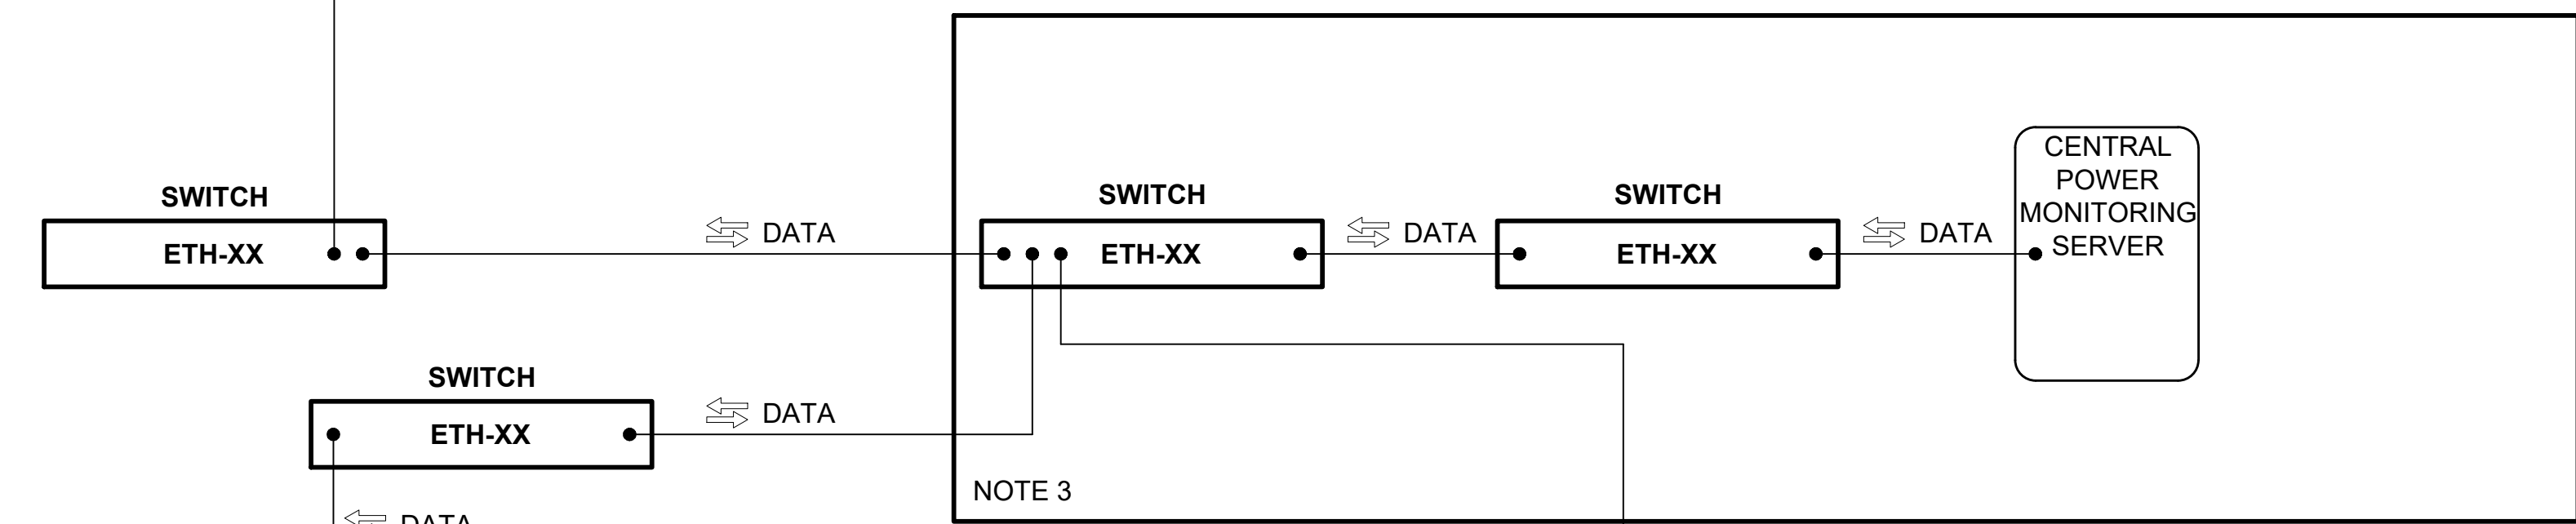 SWITCH
ETH-XX
DATA
SWITCH
ETH-XX
DATA
SWITCH
ETH-XX
DATA
CENTRAL
POWER
MONITORING
SERVER
SWITCH
ETH-XX
DATA
NOTE 3
DATA